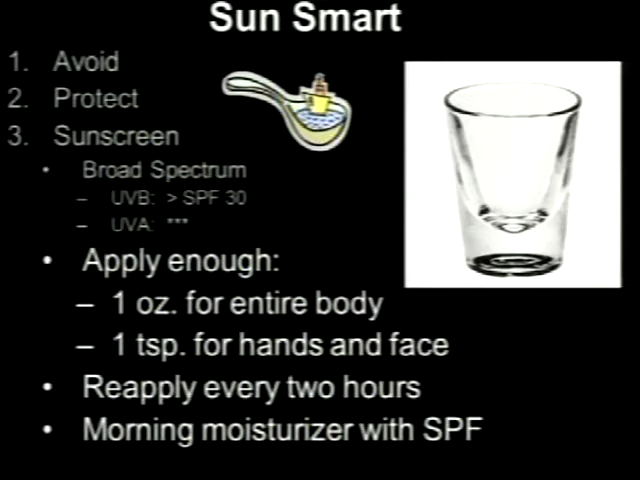 Sun Smart
1. Avoid
2. Protect
3. Sunscreen
• Broad Spectrum
– UVB: > SPF 30
– UVA: ***
• Apply enough:
– 1 oz. for entire body
– 1 tsp. for hands and face
• Reapply every two hours
• Morning moisturizer with SPF